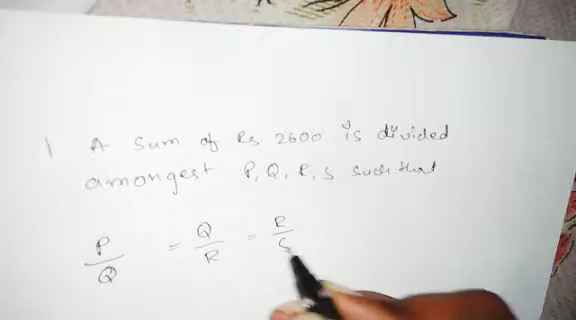 1 A sum of Rs 2600 is divided
amongest P, Q, R, S such that
P/Q = Q/R = R/S